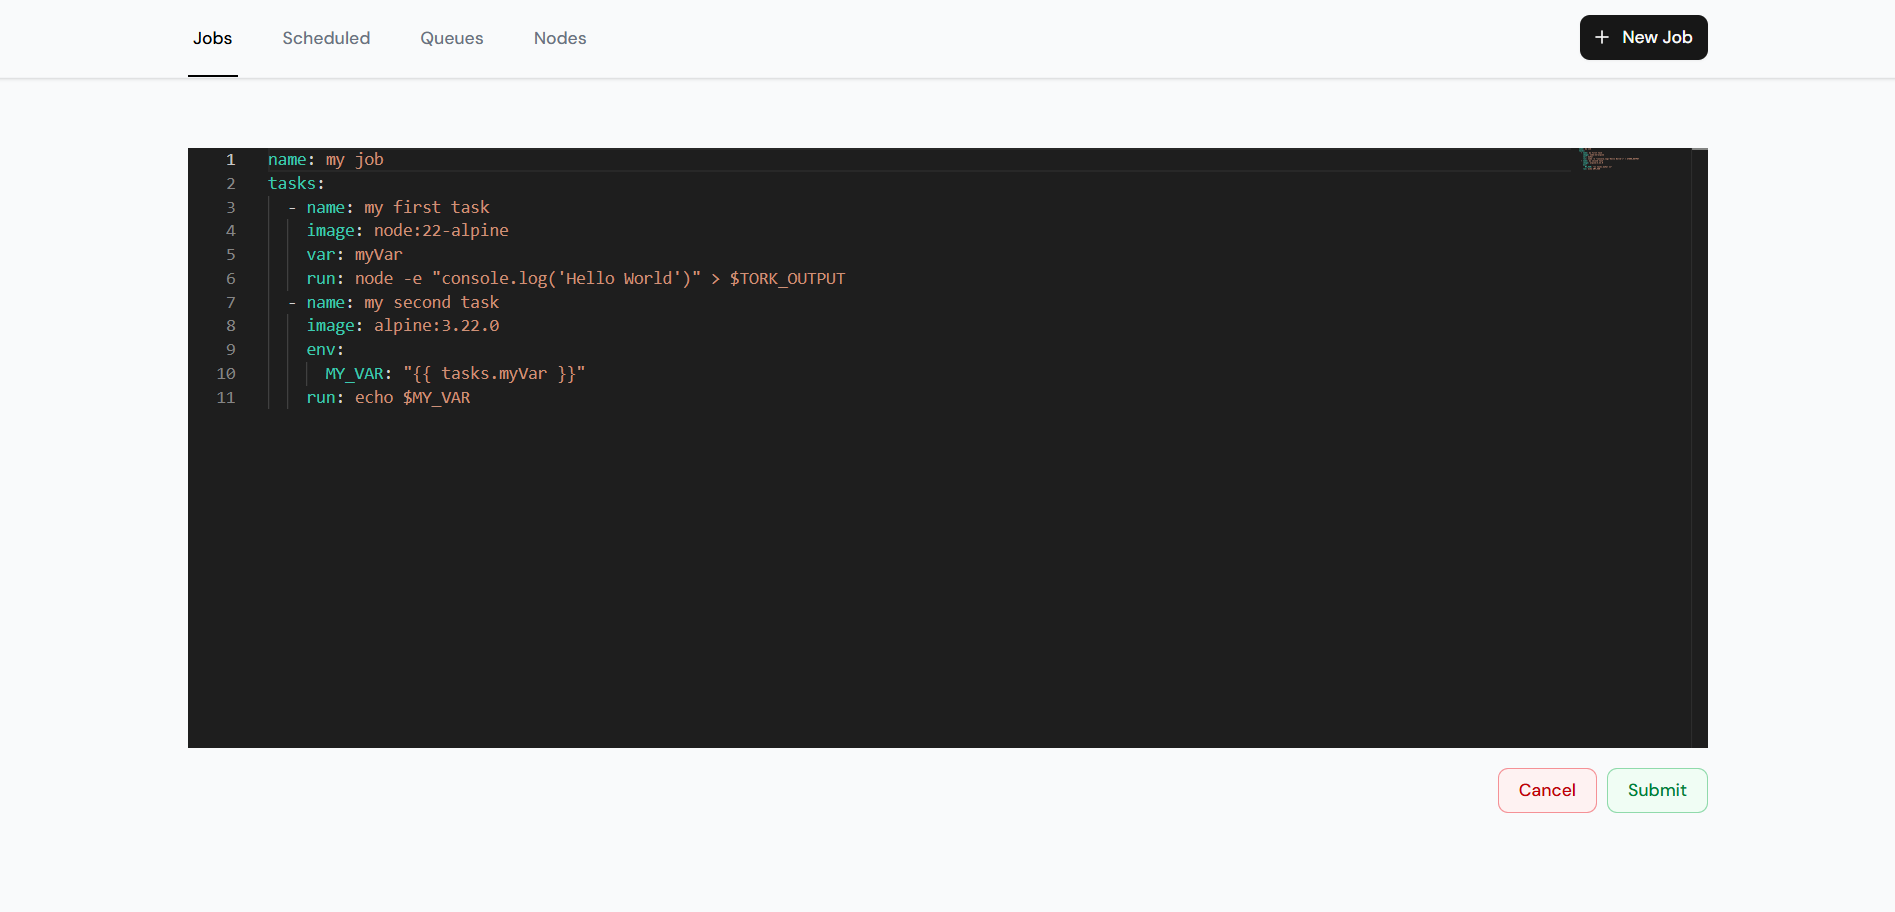 Jobs Scheduled Queues Nodes + New Job
1 name: my job
2 tasks:
3   - name: my first task
4     image: node:22-alpine
5     var: myVar
6     run: node -e "console.log('Hello World')" > $TORK_OUTPUT
7   - name: my second task
8     image: alpine:3.22.0
9     env:
10       MY_VAR: "{{ tasks.myVar }}"
11     run: echo $MY_VAR
Cancel Submit